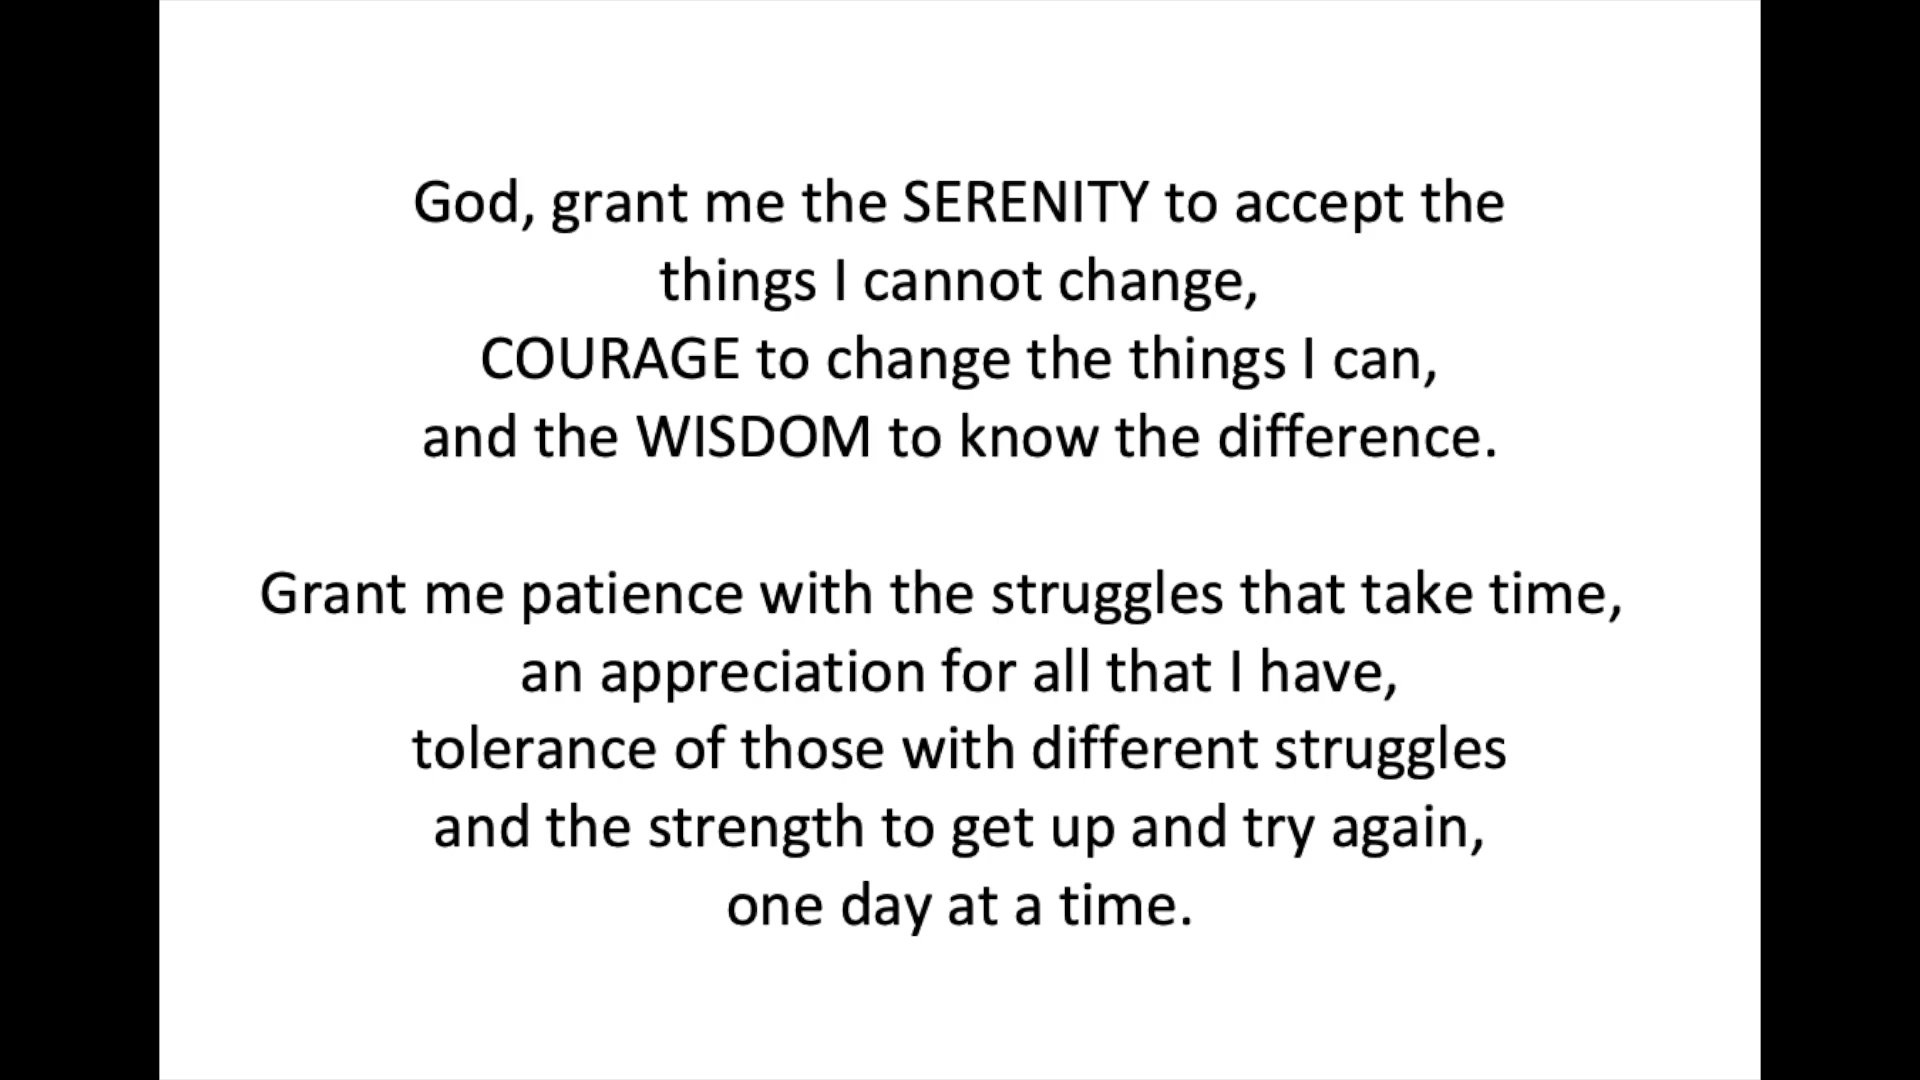 God, grant me the SERENITY to accept the
things I cannot change,
COURAGE to change the things I can,
and the WISDOM to know the difference.
Grant me patience with the struggles that take time,
an appreciation for all that I have,
tolerance of those with different struggles
and the strength to get up and try again,
one day at a time.